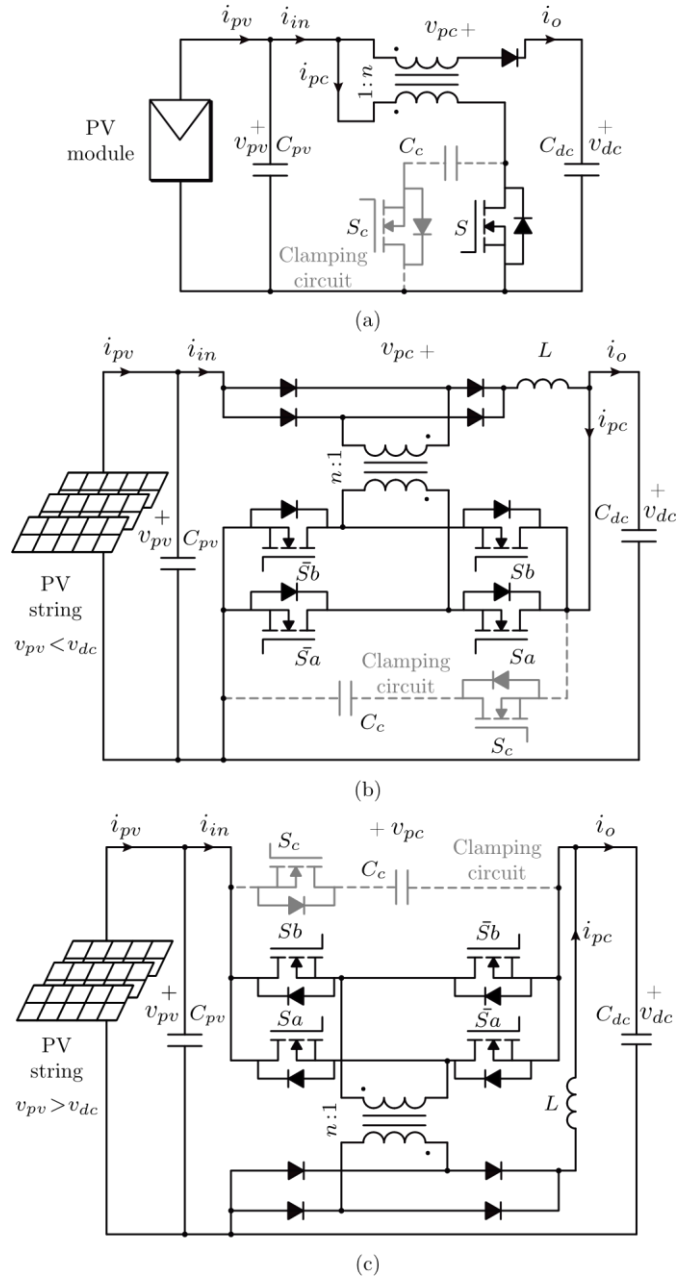 i_pv i_in v_pc + i_o
i_pc
1:n
PV
module
+
v_pv C_pv
C_c
C_dc
+
v_dc
S_c
S
Clamping
circuit
(a)
i_pv i_in v_pc + L i_o
i_pc
n:1
+
v_pv C_pv
C_dc
+
v_dc
S̄b Sb
PV
string
v_pv < v_dc
S̄a Sa
Clamping
circuit
C_c
S_c
(b)
i_pv i_in + v_pc i_o
S_c
C_c
Clamping
circuit
Sb S̄b
i_pc
+
v_pv C_pv
Sa S̄a
C_dc
+
v_dc
PV
string
v_pv > v_dc
n:1
L
(c)